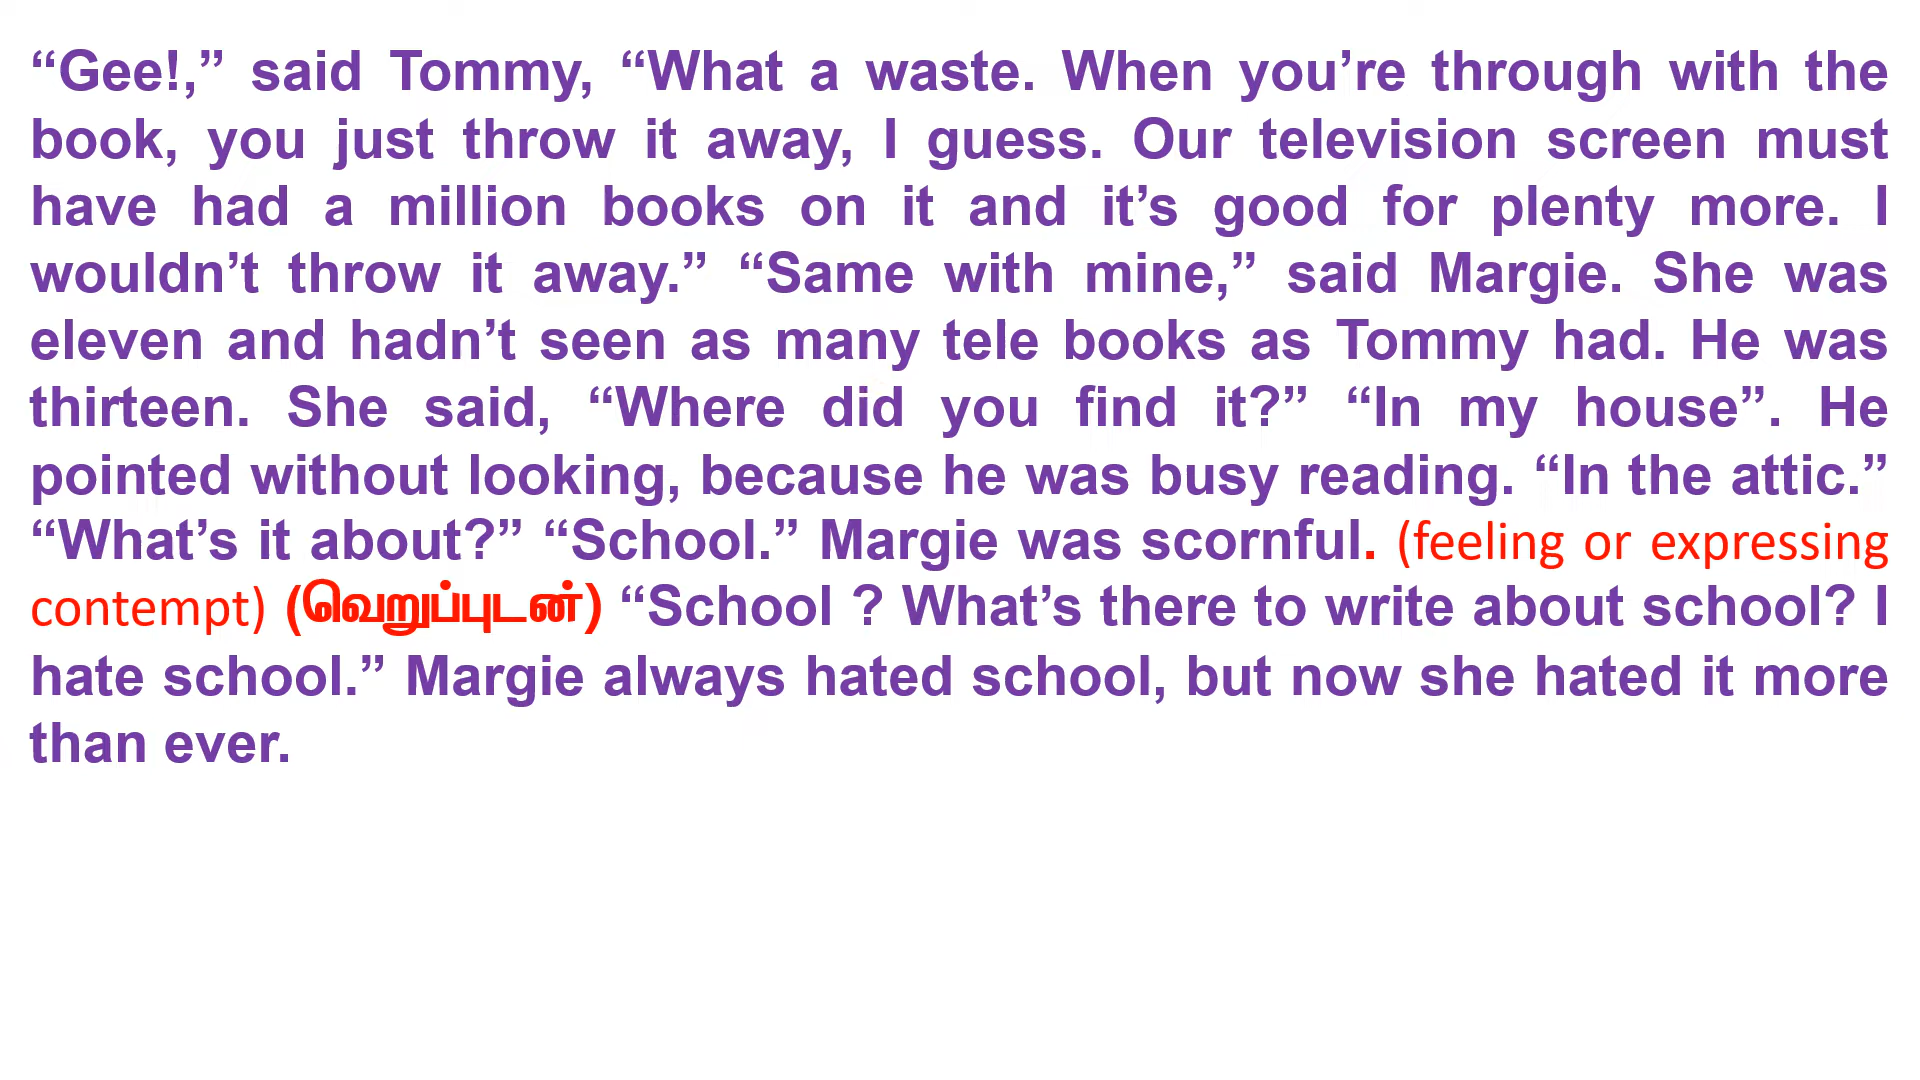 “Gee!,” said Tommy, “What a waste. When you’re through with the
book, you just throw it away, I guess. Our television screen must
have had a million books on it and it’s good for plenty more. I
wouldn’t throw it away.” “Same with mine,” said Margie. She was
eleven and hadn’t seen as many tele books as Tommy had. He was
thirteen. She said, “Where did you find it?” “In my house”. He
pointed without looking, because he was busy reading. “In the attic.”
“What’s it about?” “School.” Margie was scornful. (feeling or expressing
contempt) (வெறுப்புடன்) “School ? What’s there to write about school? I
hate school.” Margie always hated school, but now she hated it more
than ever.